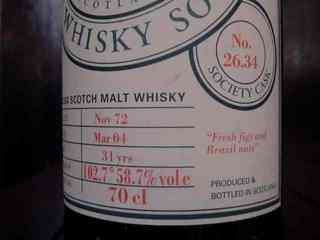 WHISKY SO
No.
26.34
SOCIETY CASK
SCOTCH MALT WHISKY
Nov 72
Mar 04
31 yrs
102.7° 58.7% vol e
70 cl
"Fresh figs and
Brazil nuts"
PRODUCED &
BOTTLED IN SCOTLAND